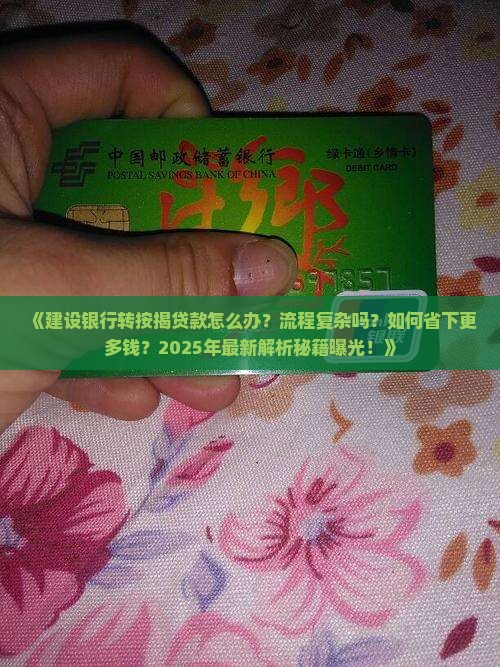 中国邮政储蓄银行
POSTAL SAVINGS BANK OF CHINA
绿卡通(乡情卡)
DEBIT CARD
乡
《建设银行转按揭贷款怎么办？流程复杂吗？如何省下更
多钱？2025年最新解析秘籍曝光！》
银联